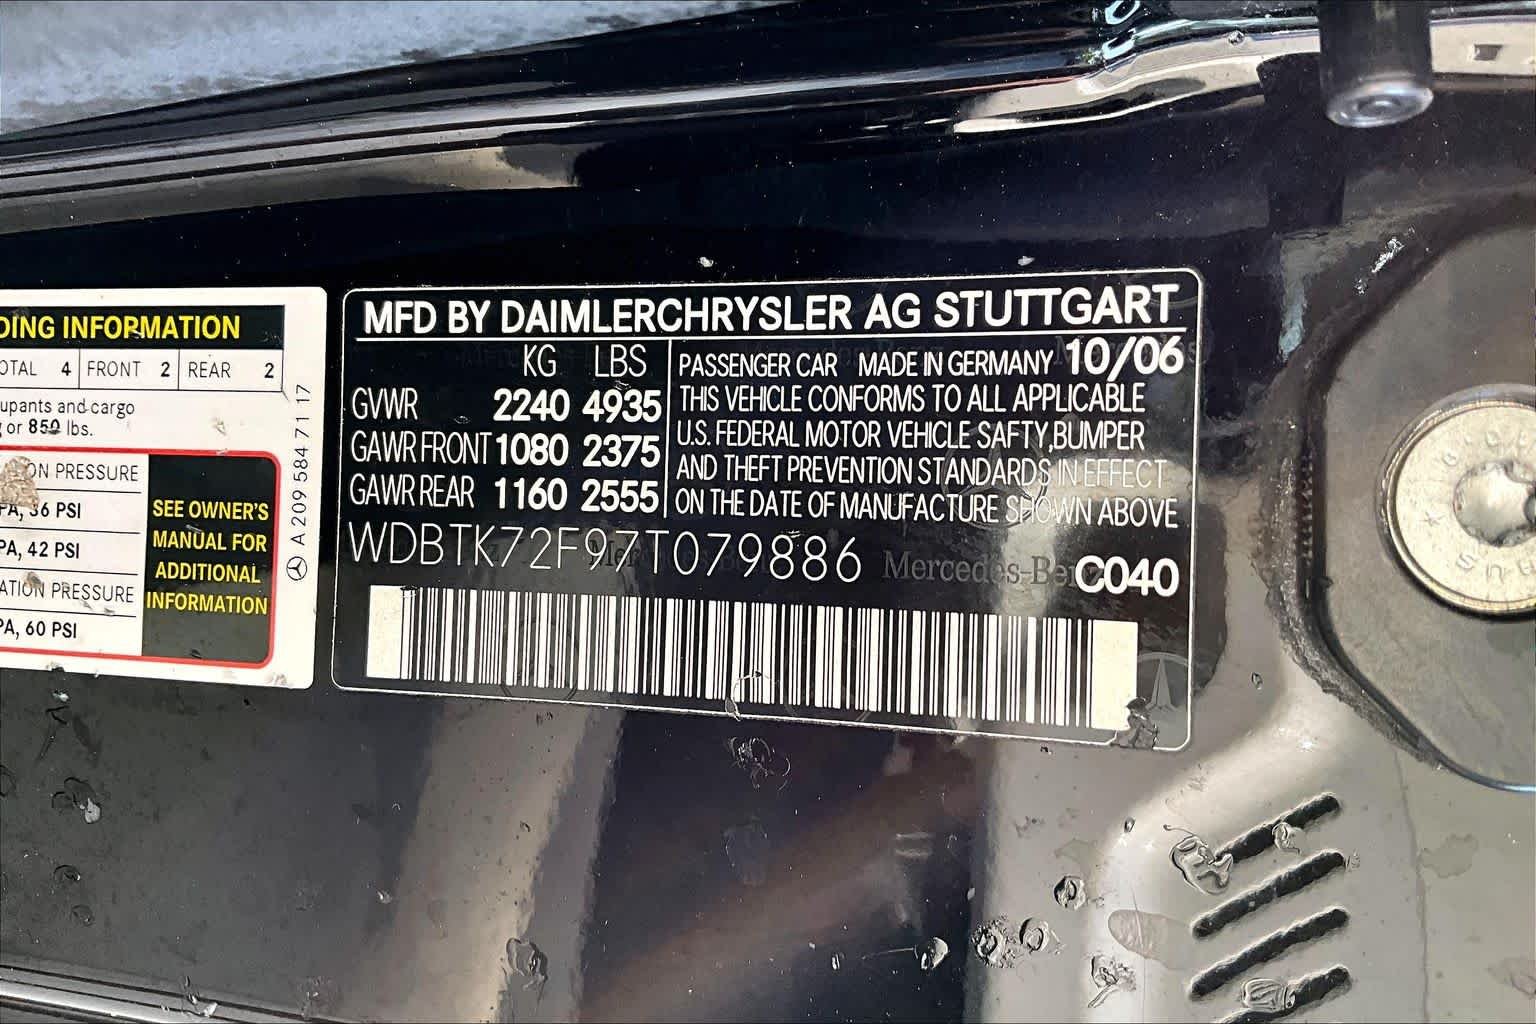 DING INFORMATION
OTAL 4 FRONT 2 REAR 2
upants and cargo
or 850 lbs.
ON PRESSURE
PA, 36 PSI
PA, 42 PSI
ATION PRESSURE
PA, 60 PSI
SEE OWNER'S
MANUAL FOR
ADDITIONAL
INFORMATION
A 209 584 71 17
MFD BY DAIMLERCHRYSLER AG STUTTGART
KG LBS
GVWR 2240 4935
GAWR FRONT 1080 2375
GAWR REAR 1160 2555
PASSENGER CAR MADE IN GERMANY 10/06
THIS VEHICLE CONFORMS TO ALL APPLICABLE
U.S. FEDERAL MOTOR VEHICLE SAFTY,BUMPER
AND THEFT PREVENTION STANDARDS IN EFFECT
ON THE DATE OF MANUFACTURE SHOWN ABOVE
WDBTK72F97T079886
Mercedes-Benz
C040